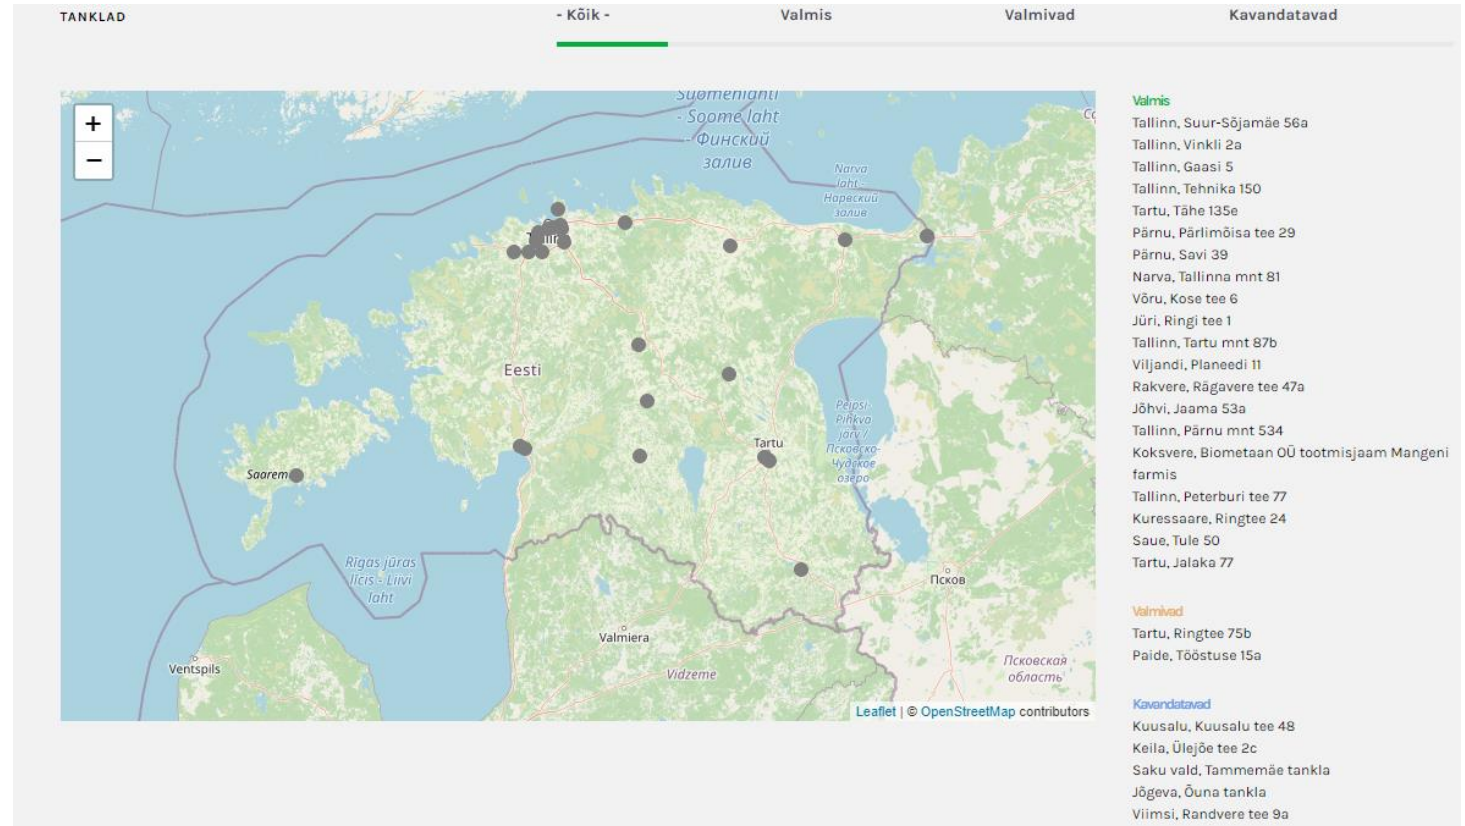 TANKLAD
- Kõik -
Valmis
Valmivad
Kavandatavad
+
−
Suomenlahti
- Soome laht
- Финский
залив
Narva
laht -
Нарвский
залив
Eesti
Peipsi-
Pihkva
järv /
Псковско-
Чудское
озеро
Tartu
Saarem
Rīgas jūras
līcis - Liivi
laht
Псков
Valmiera
Ventspils
Vidzeme
Псковская
область
Leaflet | © OpenStreetMap contributors
Valmis
Tallinn, Suur-Sõjamäe 56a
Tallinn, Vinkli 2a
Tallinn, Gaasi 5
Tallinn, Tehnika 150
Tartu, Tähe 135e
Pärnu, Pärlimõisa tee 29
Pärnu, Savi 39
Narva, Tallinna mnt 81
Võru, Kose tee 6
Jüri, Ringi tee 1
Tallinn, Tartu mnt 87b
Viljandi, Planeedi 11
Rakvere, Rägavere tee 47a
Jõhvi, Jaama 53a
Tallinn, Pärnu mnt 534
Koksvere, Biometaan OÜ tootmisjaam Mangeni
farmis
Tallinn, Peterburi tee 77
Kuressaare, Ringtee 24
Saue, Tule 50
Tartu, Jalaka 77
Valmivad
Tartu, Ringtee 75b
Paide, Tööstuse 15a
Kavandatavad
Kuusalu, Kuusalu tee 48
Keila, Ülejõe tee 2c
Saku vald, Tammemäe tankla
Jõgeva, Õuna tankla
Viimsi, Randvere tee 9a